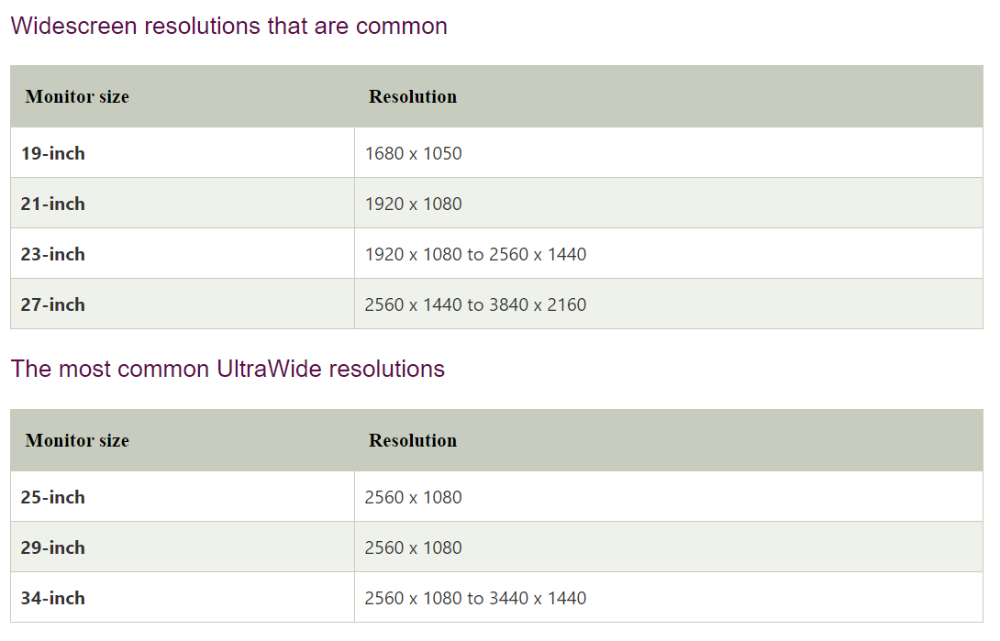 Widescreen resolutions that are common
Monitor size Resolution
19-inch 1680 x 1050
21-inch 1920 x 1080
23-inch 1920 x 1080 to 2560 x 1440
27-inch 2560 x 1440 to 3840 x 2160
The most common UltraWide resolutions
Monitor size Resolution
25-inch 2560 x 1080
29-inch 2560 x 1080
34-inch 2560 x 1080 to 3440 x 1440